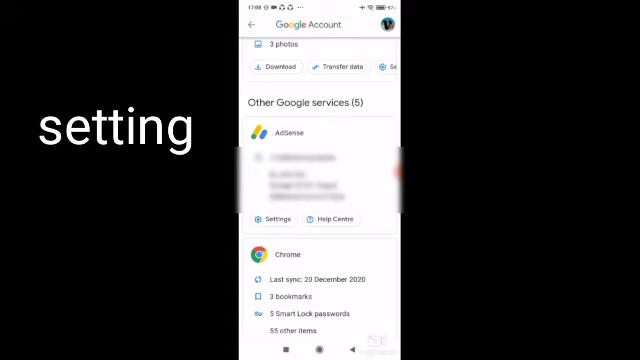 17:08
Google Account
3 photos
Download
Transfer data
Se
Other Google services (5)
AdSense
setting
Settings
Help Centre
Chrome
Last sync: 20 December 2020
3 bookmarks
5 Smart Lock passwords
55 other items